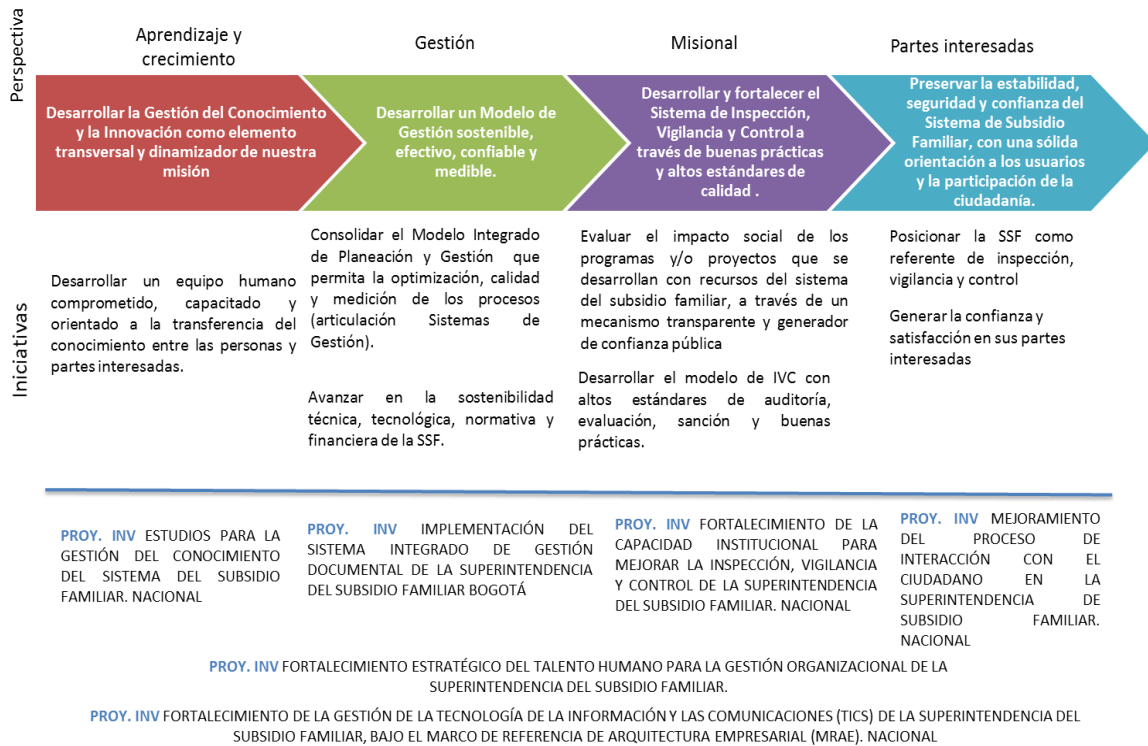 Perspectiva
Aprendizaje y
crecimiento
Gestión
Misional
Partes interesadas
Desarrollar la Gestión del Conocimiento
y la Innovación como elemento
transversal y dinamizador de nuestra
misión
Desarrollar un Modelo de
Gestión sostenible,
efectivo, confiable y
medible.
Desarrollar y fortalecer el
Sistema de Inspección,
Vigilancia y Control a
través de buenas prácticas
y altos estándares de
calidad .
Preservar la estabilidad,
seguridad y confianza del
Sistema de Subsidio
Familiar, con una sólida
orientación a los usuarios
y la participación de la
ciudadanía.
Iniciativas
Desarrollar un equipo humano
comprometido, capacitado y
orientado a la transferencia del
conocimiento entre las personas y
partes interesadas.
Consolidar el Modelo Integrado
de Planeación y Gestión que
permita la optimización, calidad
y medición de los procesos
(articulación Sistemas de
Gestión).
Avanzar en la sostenibilidad
técnica, tecnológica, normativa y
financiera de la SSF.
Evaluar el impacto social de los
programas y/o proyectos que se
desarrollan con recursos del sistema
del subsidio familiar, a través de un
mecanismo transparente y generador
de confianza pública
Desarrollar el modelo de IVC con
altos estándares de auditoría,
evaluación, sanción y buenas
prácticas.
Posicionar la SSF como
referente de inspección,
vigilancia y control
Generar la confianza y
satisfacción en sus partes
interesadas
PROY. INV ESTUDIOS PARA LA
GESTIÓN DEL CONOCIMIENTO
DEL SISTEMA DEL SUBSIDIO
FAMILIAR. NACIONAL
PROY. INV IMPLEMENTACIÓN DEL
SISTEMA INTEGRADO DE GESTIÓN
DOCUMENTAL DE LA SUPERINTENDENCIA
DEL SUBSIDIO FAMILIAR BOGOTÁ
PROY. INV FORTALECIMIENTO DE LA
CAPACIDAD INSTITUCIONAL PARA
MEJORAR LA INSPECCIÓN, VIGILANCIA
Y CONTROL DE LA SUPERINTENDENCIA
DEL SUBSIDIO FAMILIAR. NACIONAL
PROY. INV MEJORAMIENTO
DEL PROCESO DE
INTERACCIÓN CON EL
CIUDADANO EN LA
SUPERINTENDENCIA DE
SUBSIDIO FAMILIAR.
NACIONAL
PROY. INV FORTALECIMIENTO ESTRATÉGICO DEL TALENTO HUMANO PARA LA GESTIÓN ORGANIZACIONAL DE LA
SUPERINTENDENCIA DEL SUBSIDIO FAMILIAR.
PROY. INV FORTALECIMIENTO DE LA GESTIÓN DE LA TECNOLOGÍA DE LA INFORMACIÓN Y LAS COMUNICACIONES (TICS) DE LA SUPERINTENDENCIA DEL
SUBSIDIO FAMILIAR, BAJO EL MARCO DE REFERENCIA DE ARQUITECTURA EMPRESARIAL (MRAE). NACIONAL